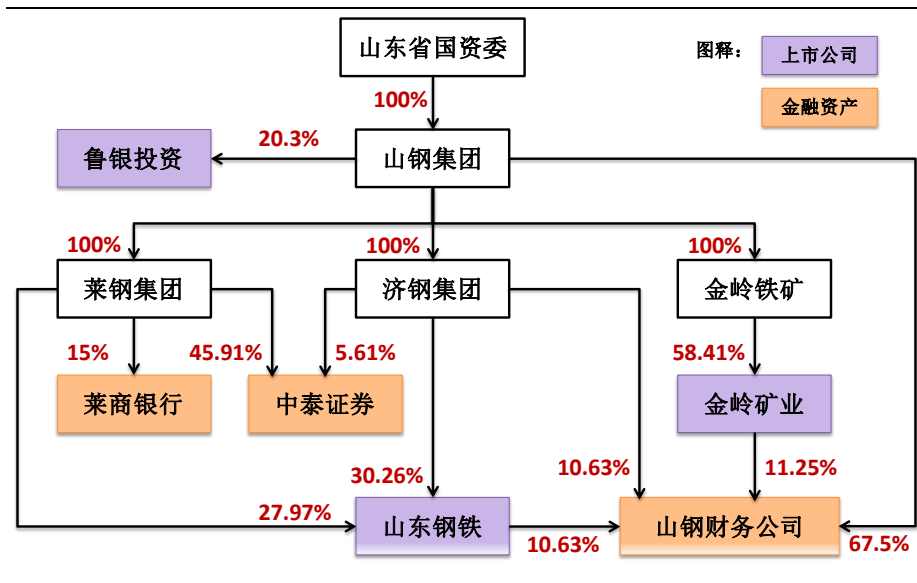 山东省国资委
图释：
上市公司
金融资产
100%
鲁银投资
20.3%
山钢集团
100%
100%
100%
莱钢集团
济钢集团
金岭铁矿
15%
45.91%
5.61%
58.41%
莱商银行
中泰证券
金岭矿业
30.26%
10.63%
11.25%
27.97%
山东钢铁
10.63%
山钢财务公司
67.5%